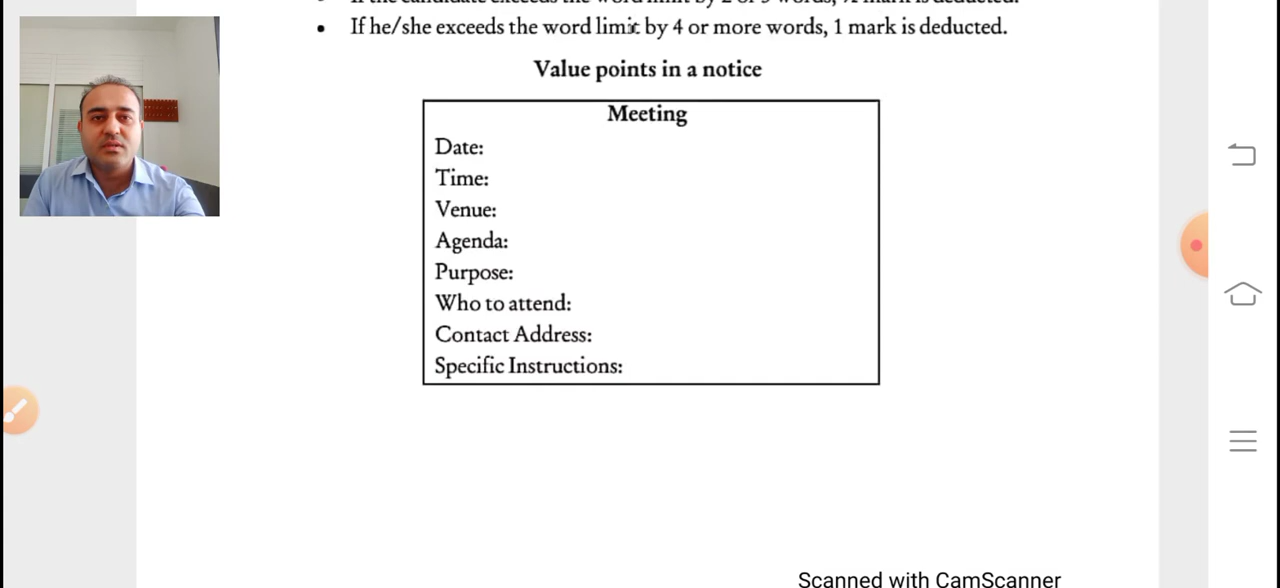 If he/she exceeds the word limit by 4 or more words, 1 mark is deducted.
Value points in a notice
Meeting
Date:
Time:
Venue:
Agenda:
Purpose:
Who to attend:
Contact Address:
Specific Instructions:
Scanned with CamScanner